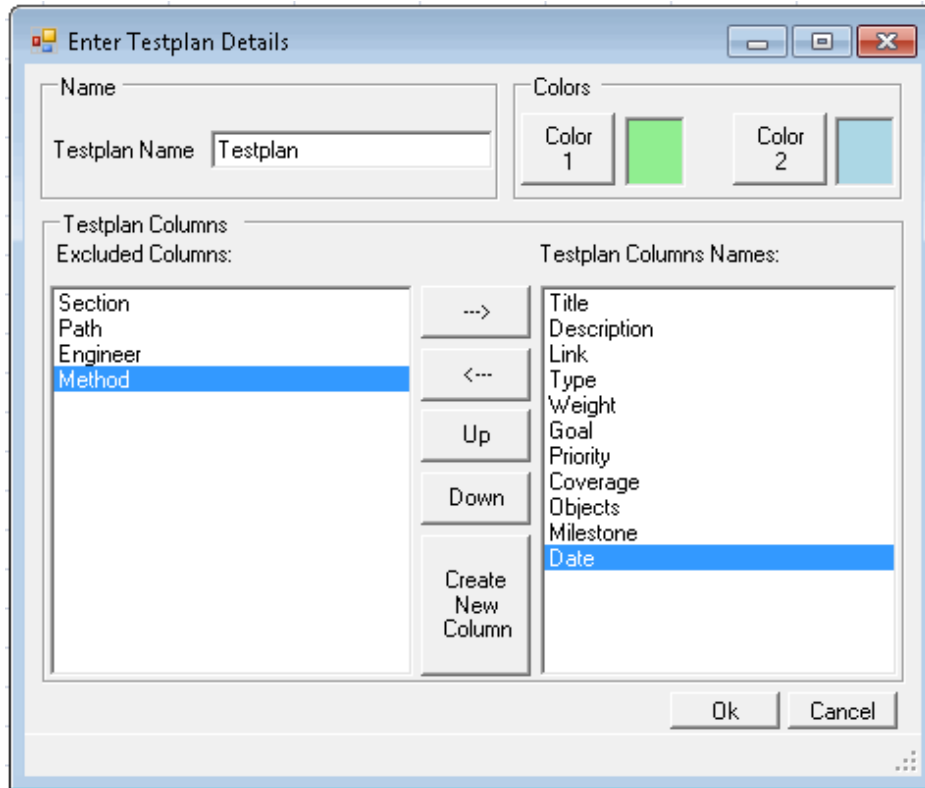 Enter Testplan Details
Name
Testplan Name Testplan
Colors
Color
1
Color
2
Testplan Columns
Excluded Columns:
Section
Path
Engineer
Method
--->
<---
Up
Down
Create
New
Column
Testplan Columns Names:
Title
Description
Link
Type
Weight
Goal
Priority
Coverage
Objects
Milestone
Date
Ok
Cancel